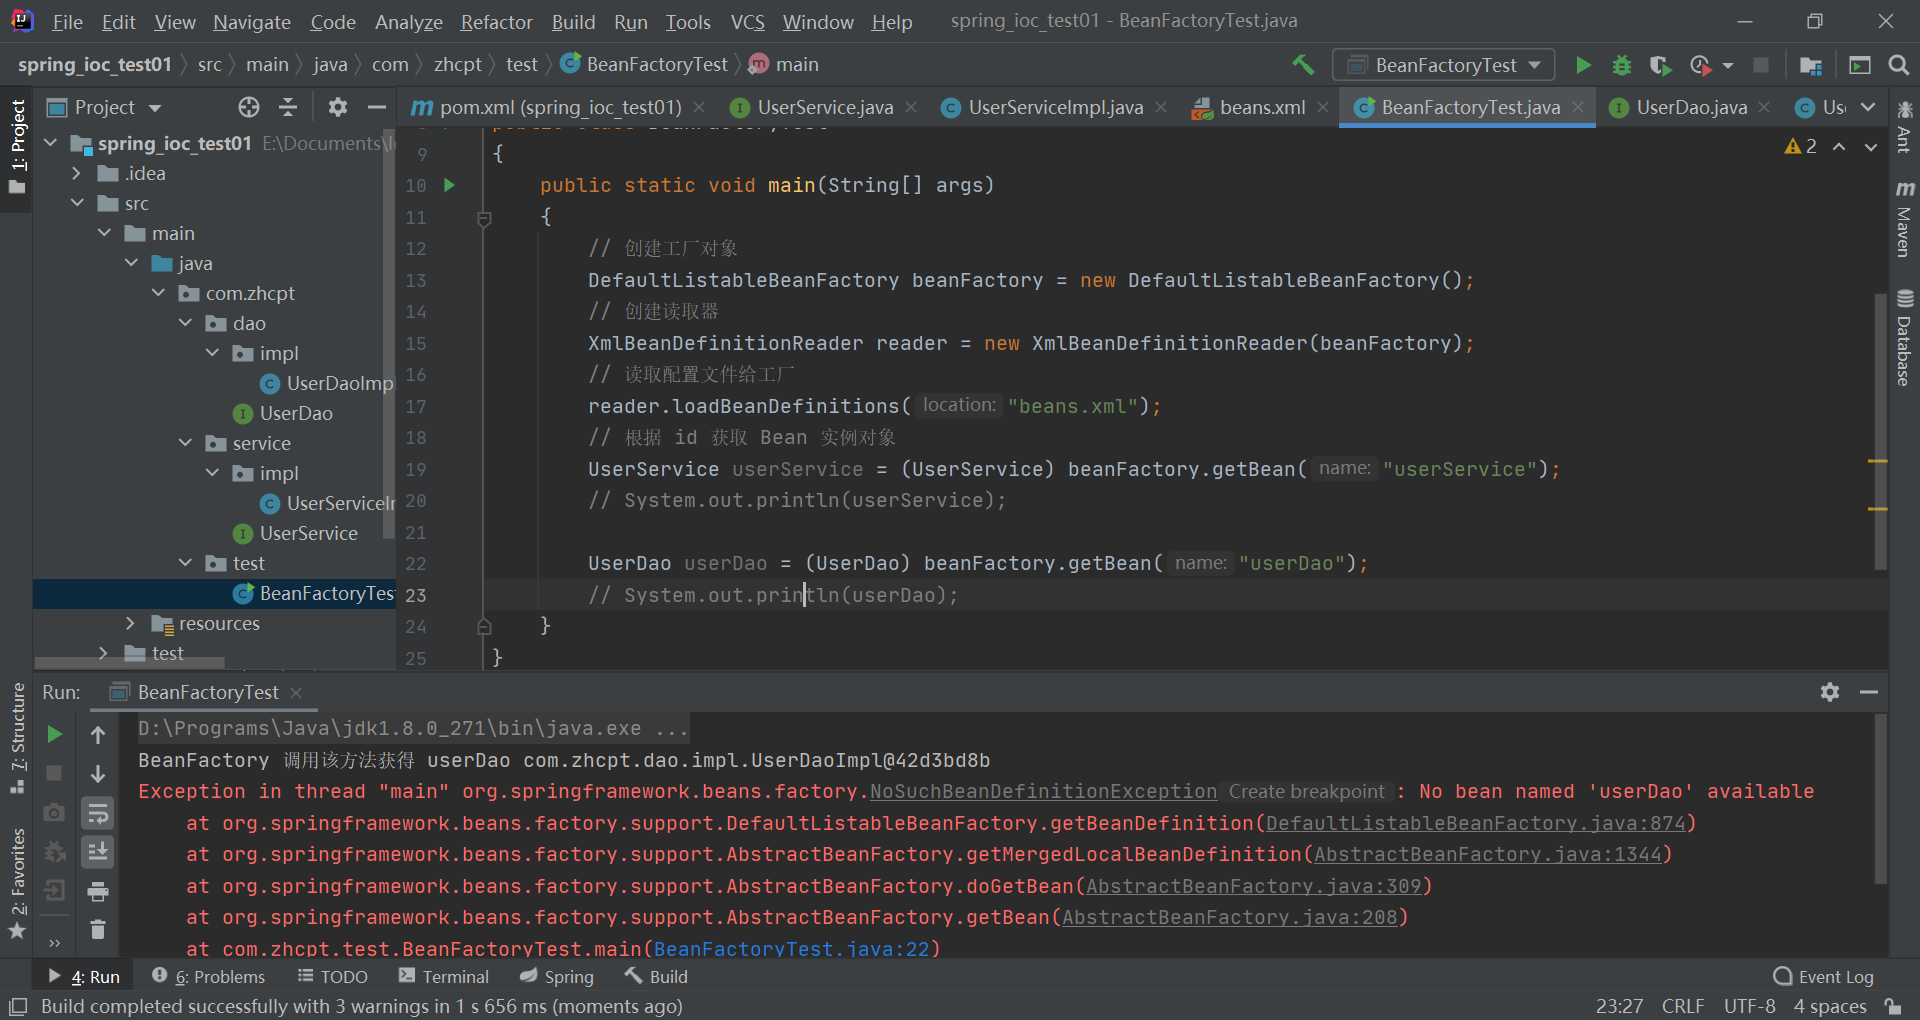 File Edit View Navigate Code Analyze Refactor Build Run Tools VCS Window Help spring_ioc_test01 - BeanFactoryTest.java
spring_ioc_test01 src main java com zhcpt test BeanFactoryTest main BeanFactoryTest
Project pom.xml (spring_ioc_test01) UserService.java UserServiceImpl.java beans.xml BeanFactoryTest.java UserDao.java Us
1: Project
spring_ioc_test01 E:\Documents\I
.idea
src
main
java
com.zhcpt
dao
impl
UserDaoImp
UserDao
service
impl
UserServiceIr
UserService
test
BeanFactoryTes
resources
test
2
9 {
10 public static void main(String[] args)
11 {
12 // 创建工厂对象
13 DefaultListableBeanFactory beanFactory = new DefaultListableBeanFactory();
14 // 创建读取器
15 XmlBeanDefinitionReader reader = new XmlBeanDefinitionReader(beanFactory);
16 // 读取配置文件给工厂
17 reader.loadBeanDefinitions( location: "beans.xml");
18 // 根据 id 获取 Bean 实例对象
19 UserService userService = (UserService) beanFactory.getBean( name: "userService");
20 // System.out.println(userService);
21
22 UserDao userDao = (UserDao) beanFactory.getBean( name: "userDao");
23 // System.out.println(userDao);
24 }
25 }
Ant
Maven
Database
7: Structure
2: Favorites
Run: BeanFactoryTest
D:\Programs\Java\jdk1.8.0_271\bin\java.exe ...
BeanFactory 调用该方法获得 userDao com.zhcpt.dao.impl.UserDaoImpl@42d3bd8b
Exception in thread "main" org.springframework.beans.factory.NoSuchBeanDefinitionException Create breakpoint : No bean named 'userDao' available
at org.springframework.beans.factory.support.DefaultListableBeanFactory.getBeanDefinition(DefaultListableBeanFactory.java:874)
at org.springframework.beans.factory.support.AbstractBeanFactory.getMergedLocalBeanDefinition(AbstractBeanFactory.java:1344)
at org.springframework.beans.factory.support.AbstractBeanFactory.doGetBean(AbstractBeanFactory.java:309)
at org.springframework.beans.factory.support.AbstractBeanFactory.getBean(AbstractBeanFactory.java:208)
at com.zhcpt.test.BeanFactoryTest.main(BeanFactoryTest.java:22)
4: Run 6: Problems TODO Terminal Spring Build Event Log
Build completed successfully with 3 warnings in 1 s 656 ms (moments ago) 23:27 CRLF UTF-8 4 spaces